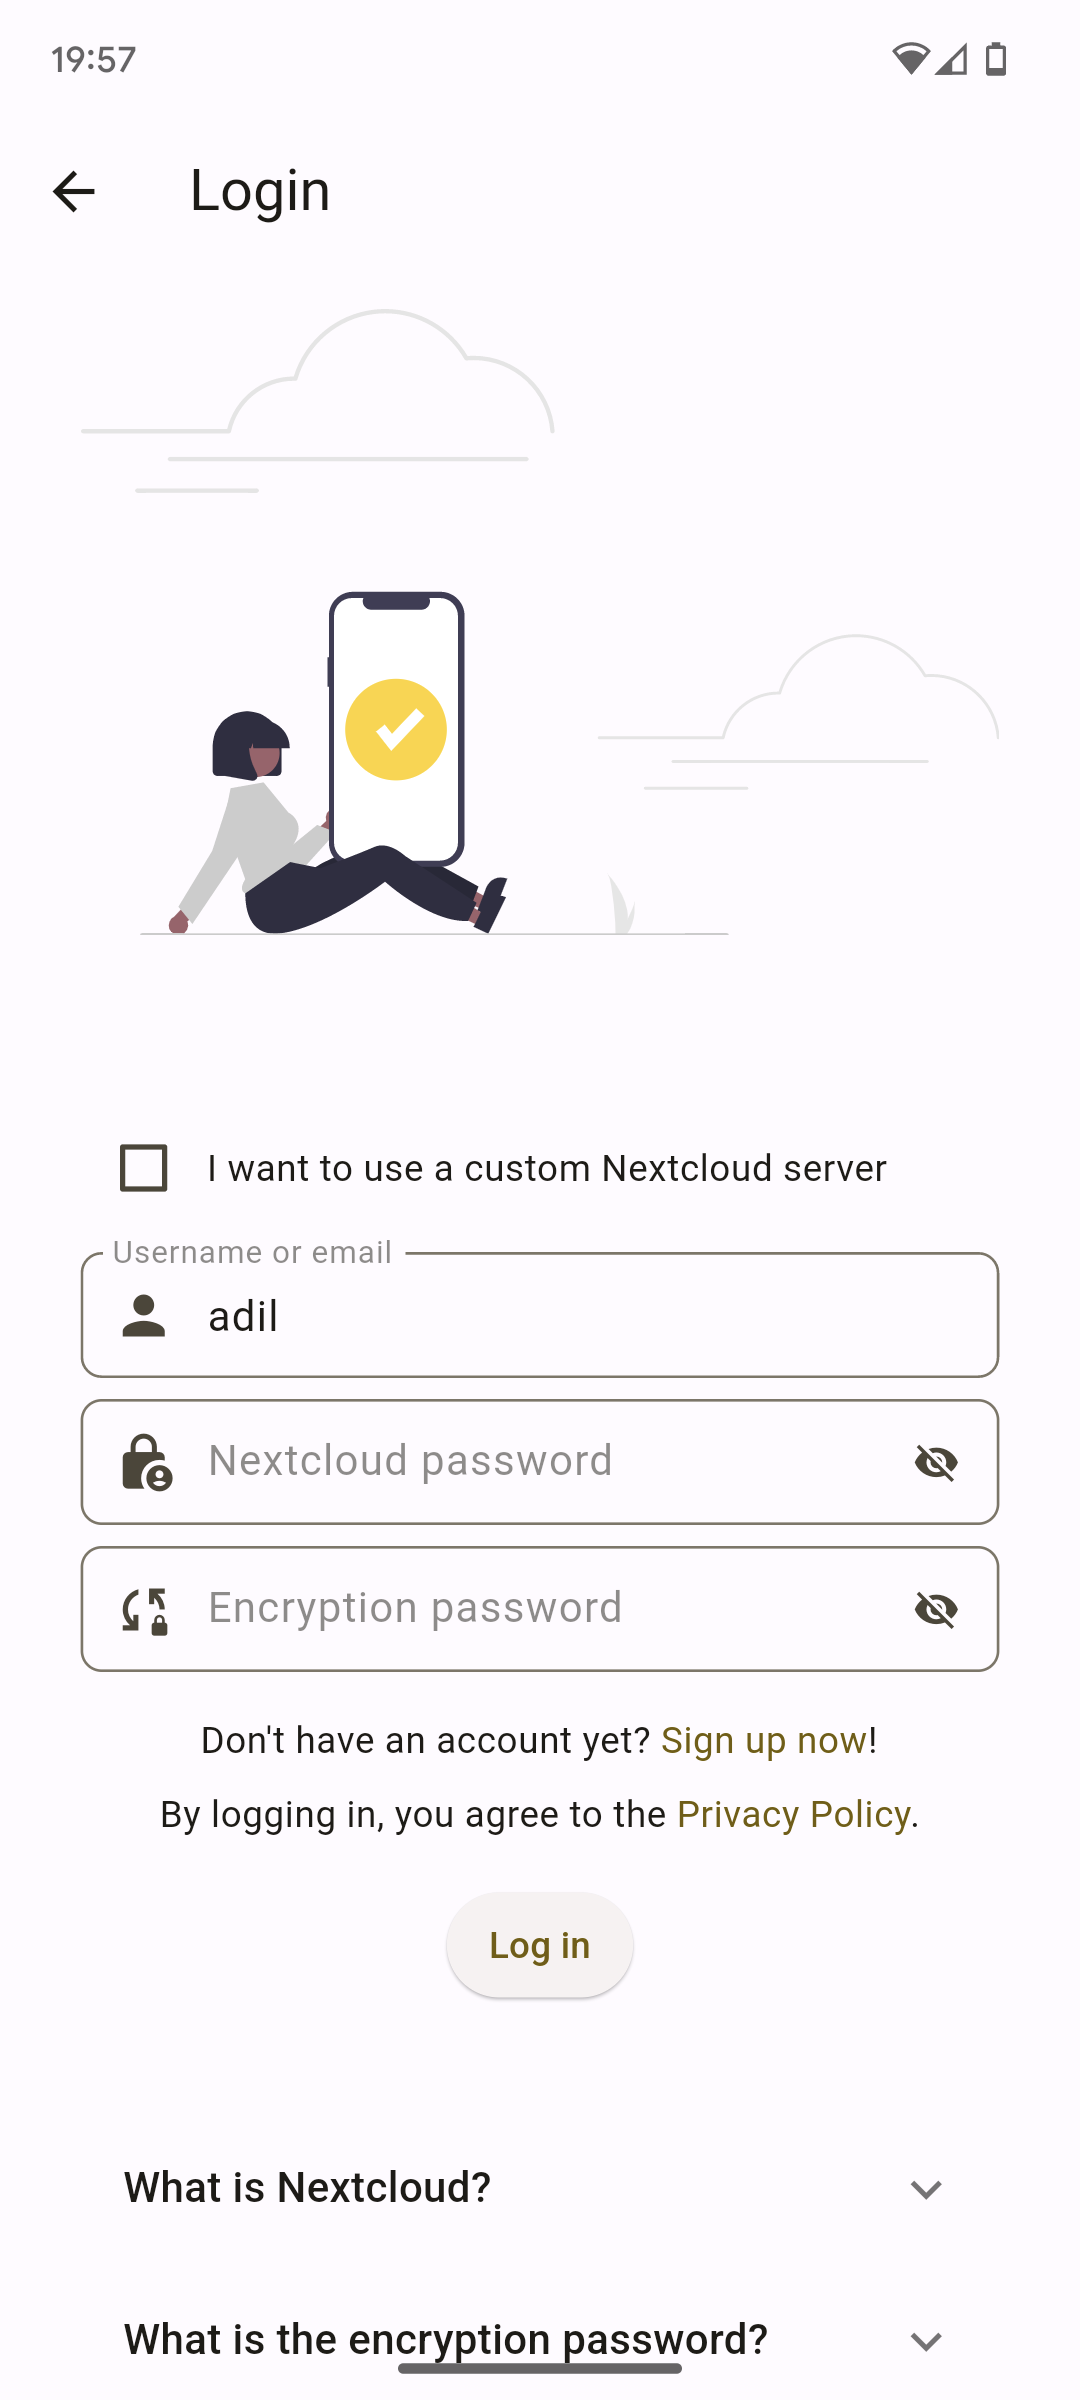 19:57
Login
I want to use a custom Nextcloud server
Username or email
adil
Nextcloud password
Encryption password
Don't have an account yet? Sign up now!
By logging in, you agree to the Privacy Policy.
Log in
What is Nextcloud?
What is the encryption password?